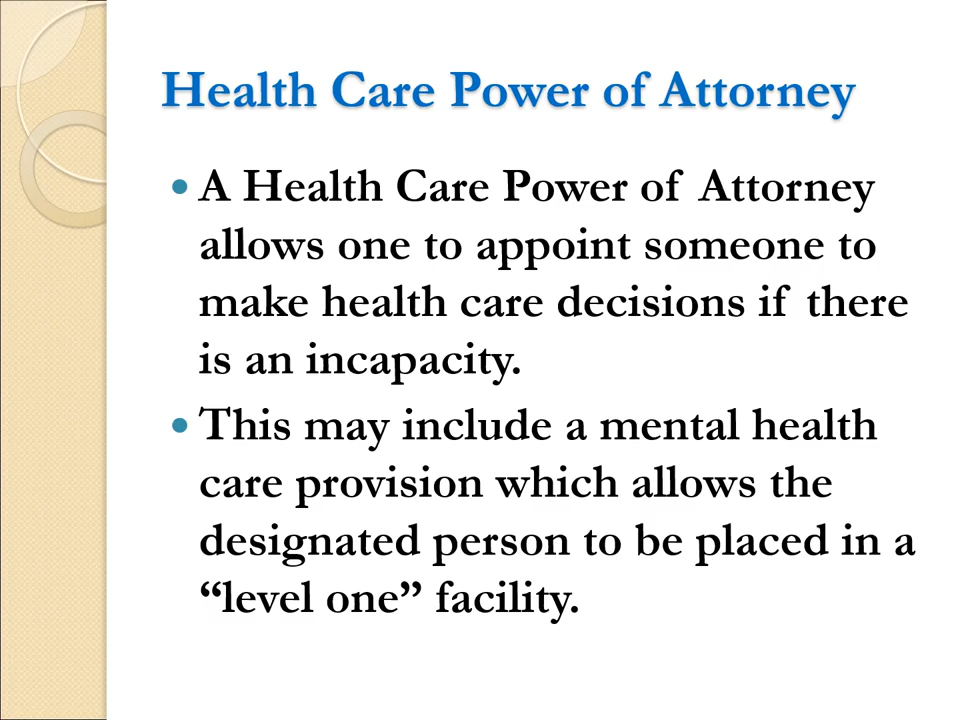 Health Care Power of Attorney
• A Health Care Power of Attorney
allows one to appoint someone to
make health care decisions if there
is an incapacity.
• This may include a mental health
care provision which allows the
designated person to be placed in a
“level one” facility.